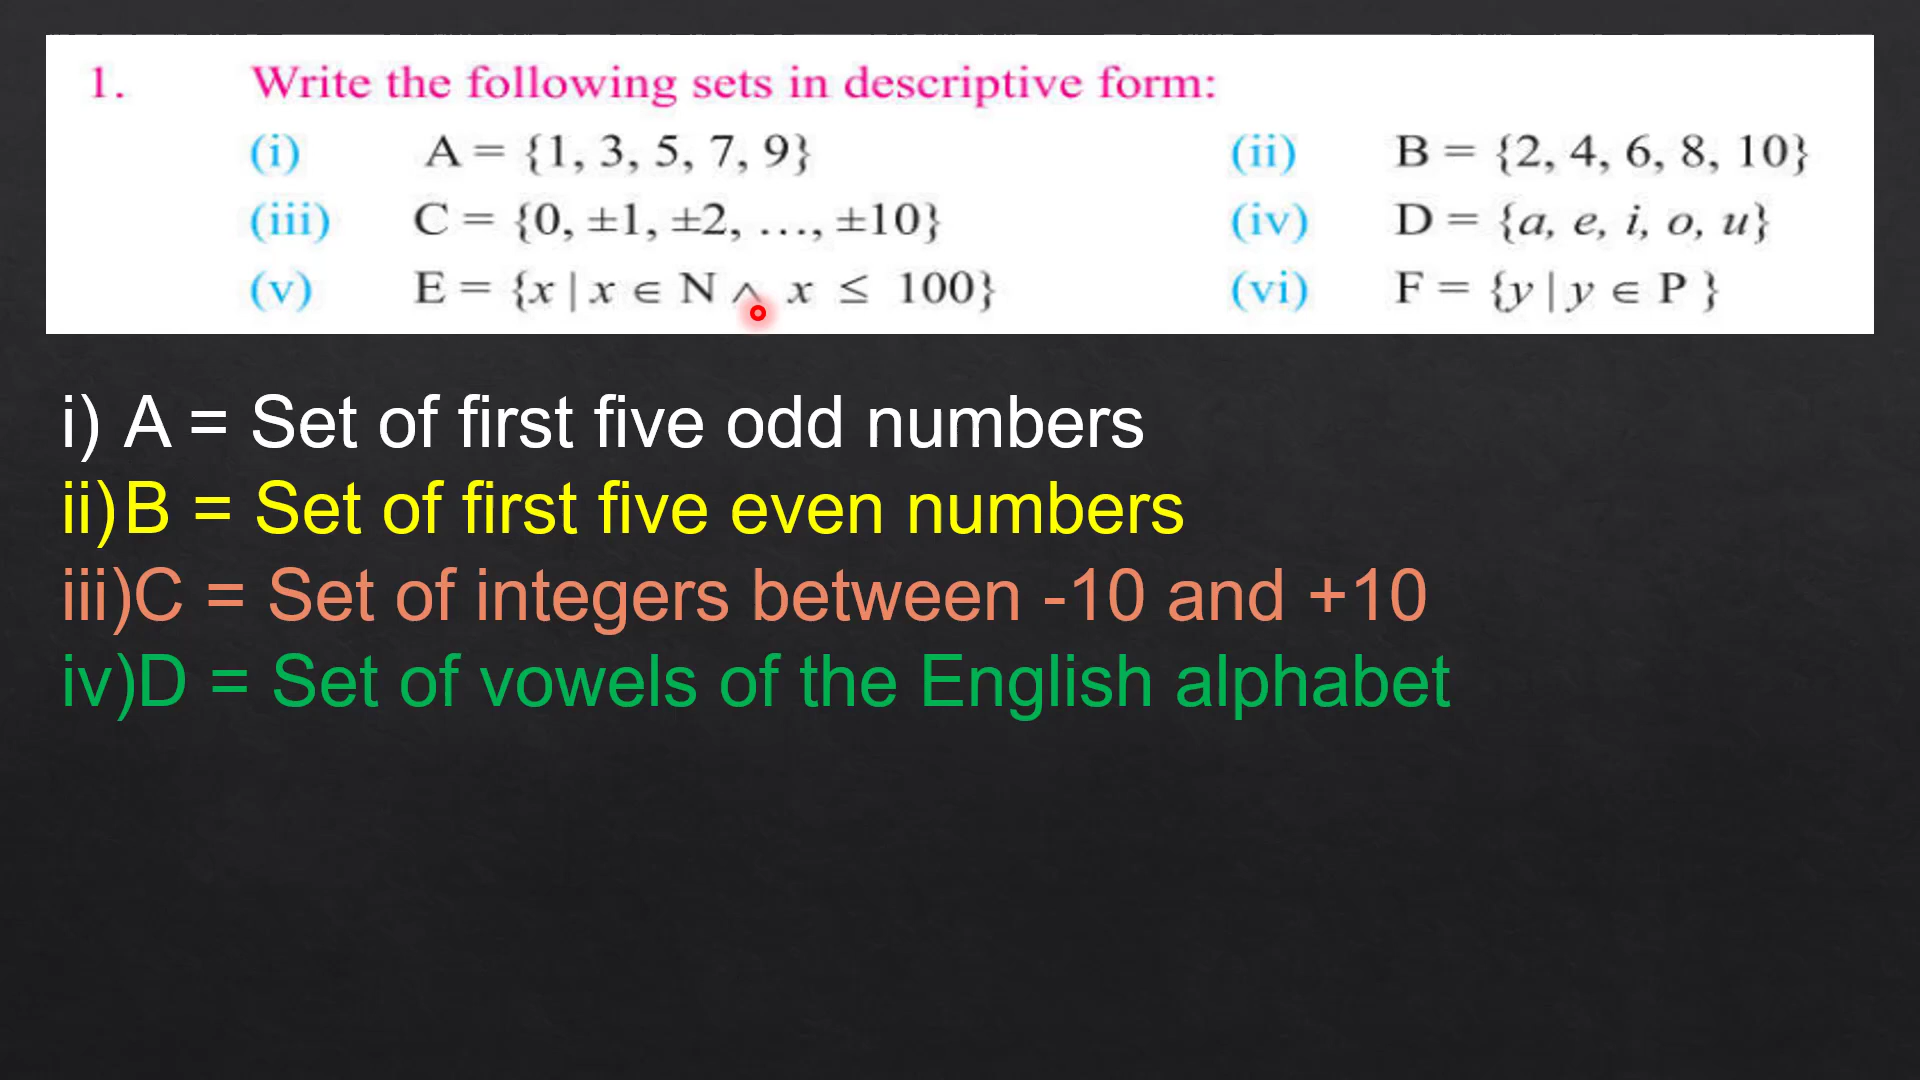 1. Write the following sets in descriptive form:
(i) A = {1, 3, 5, 7, 9} (ii) B = {2, 4, 6, 8, 10}
(iii) C = {0, ±1, ±2, …, ±10} (iv) D = {a, e, i, o, u}
(v) E = {x | x ∈ N ∧ x ≤ 100} (vi) F = {y | y ∈ P }
i) A = Set of first five odd numbers
ii) B = Set of first five even numbers
iii)C = Set of integers between -10 and +10
iv)D = Set of vowels of the English alphabet